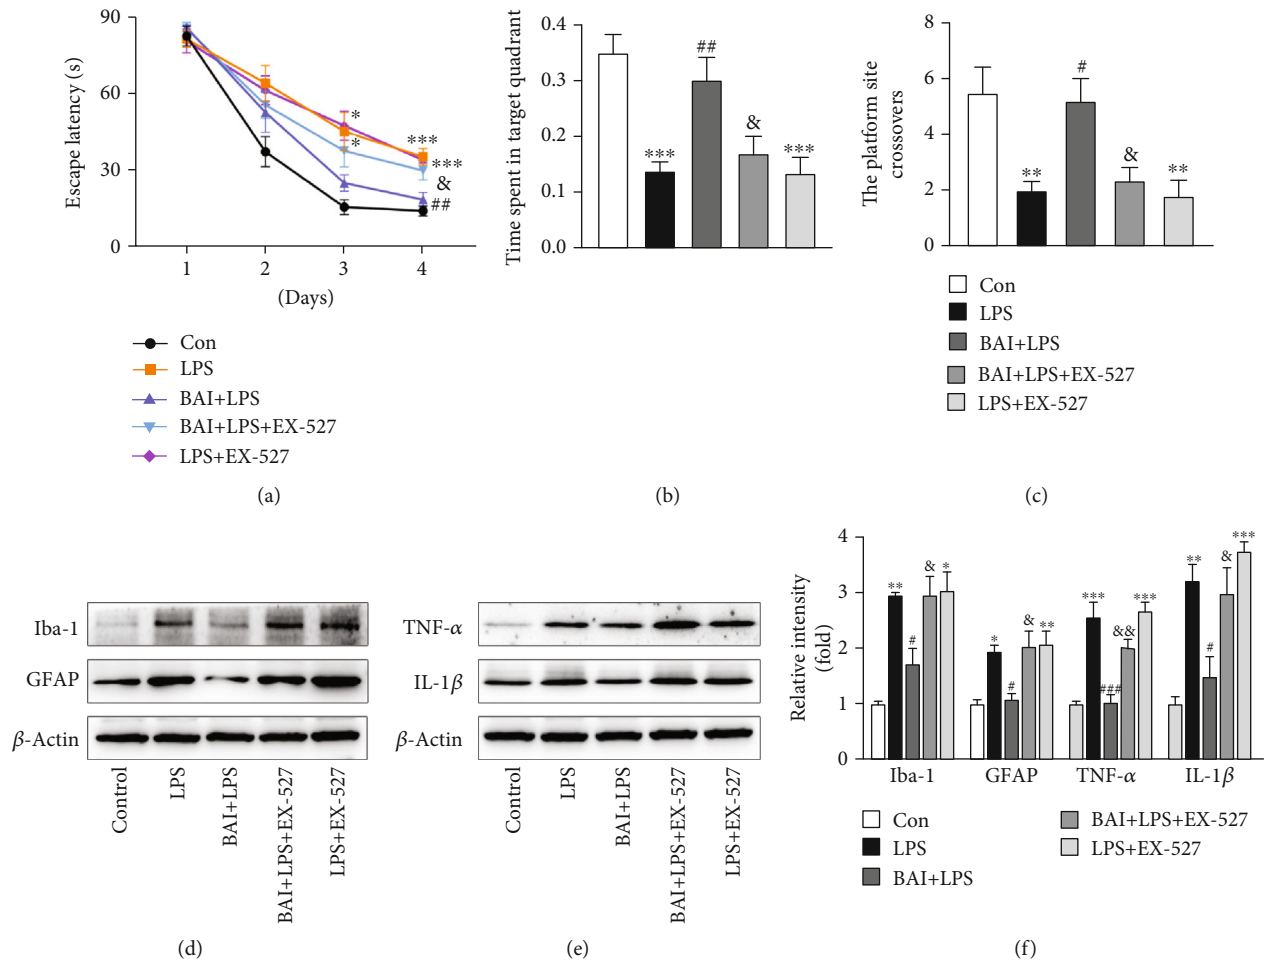 90
60
30
0
Escape latency (s)
*
*
***
***
&
##
1 2 3 4
(Days)
Con
LPS
BAI+LPS
BAI+LPS+EX-527
LPS+EX-527
(a)
0.4
0.3
0.2
0.1
0.0
Time spent in target quadrant
***
##
&
***
(b)
8
6
4
2
0
The platform site
crossovers
**
#
&
**
Con
LPS
BAI+LPS
BAI+LPS+EX-527
LPS+EX-527
(c)
Iba-1
GFAP
β-Actin
Control
LPS
BAI+LPS
BAI+LPS+EX-527
LPS+EX-527
(d)
TNF-α
IL-1β
β-Actin
Control
LPS
BAI+LPS
BAI+LPS+EX-527
LPS+EX-527
(e)
4
3
2
1
0
Relative intensity
(fold)
**
#
&
*
*
#
&
**
***
###
&&
***
**
#
&
***
Iba-1 GFAP TNF-α IL-1β
Con
LPS
BAI+LPS
BAI+LPS+EX-527
LPS+EX-527
(f)